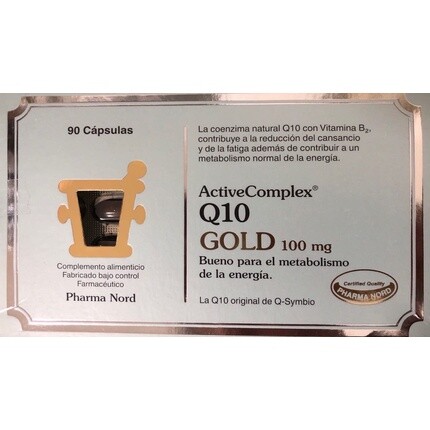 90 Cápsulas
La coenzima natural Q10 con Vitamina B₂,
contribuye a la reducción del cansancio
y de la fatiga además de contribuir a un
metabolismo normal de la energía.
ActiveComplex®
Q10
GOLD 100 mg
Bueno para el metabolismo
de la energía.
Complemento alimenticio
Fabricado bajo control
Farmacéutico
Pharma Nord
La Q10 original de Q-Symbio
Certified Quality
PHARMA NORD